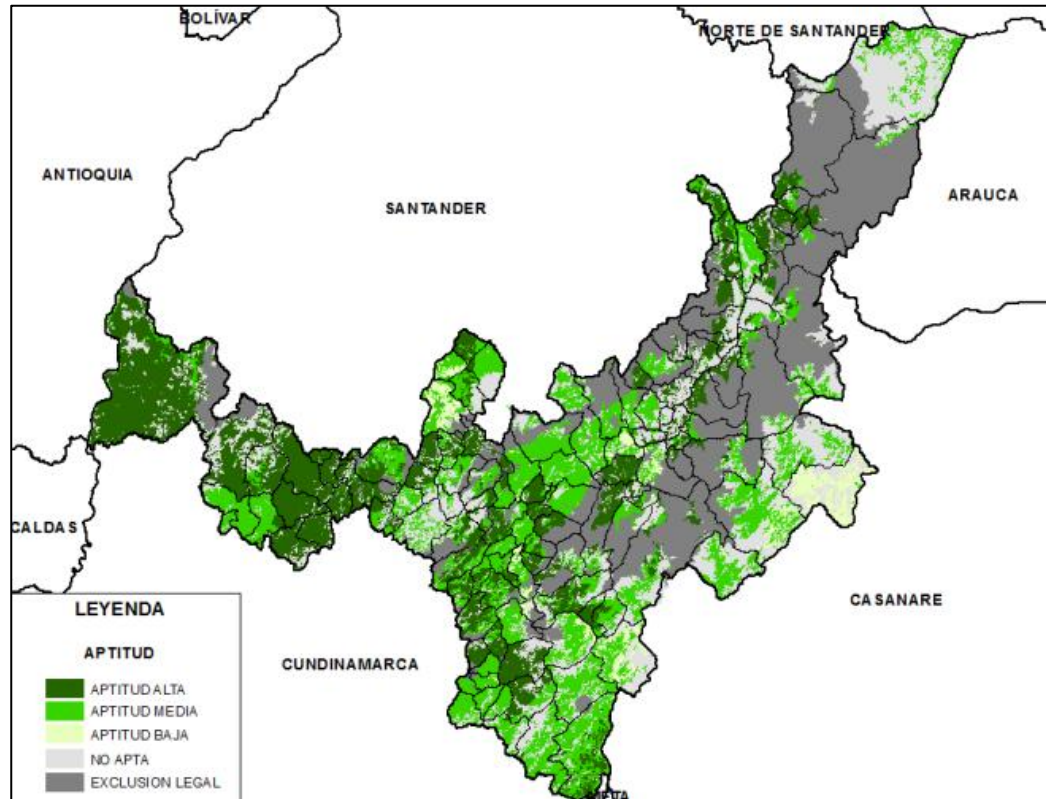 BOLÍVAR
NORTE DE SANTANDER
ANTIOQUIA
SANTANDER
ARAUCA
CALDAS
CASANARE
CUNDINAMARCA
META
LEYENDA
APTITUD
APTITUD ALTA
APTITUD MEDIA
APTITUD BAJA
NO APTA
EXCLUSION LEGAL